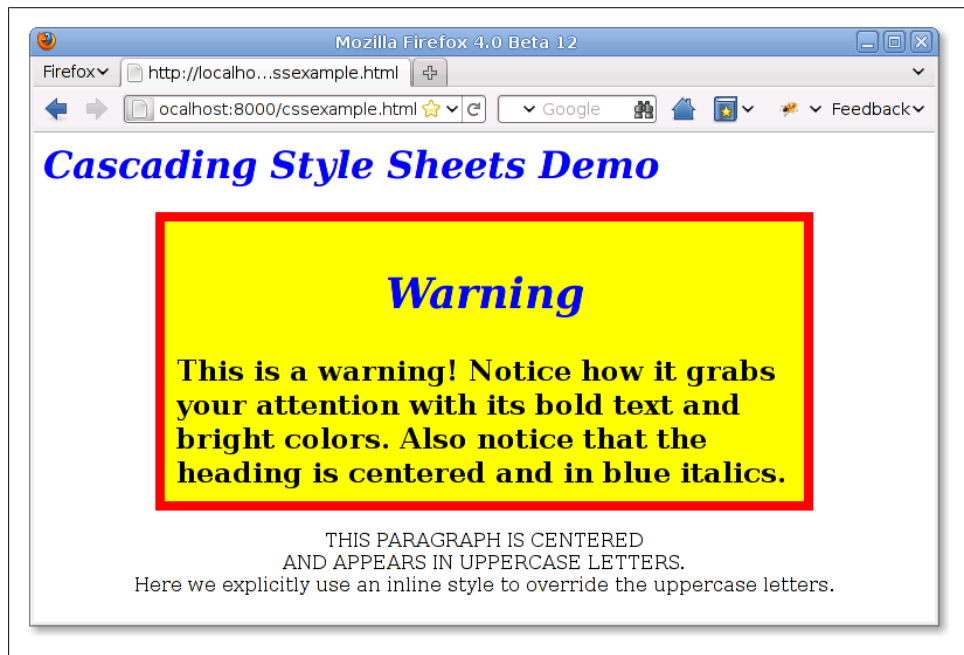 Mozilla Firefox 4.0 Beta 12
Firefox
http://localho...ssexample.html
ocalhost:8000/cssexample.html
Google
Feedback
Cascading Style Sheets Demo
Warning
This is a warning! Notice how it grabs
your attention with its bold text and
bright colors. Also notice that the
heading is centered and in blue italics.
THIS PARAGRAPH IS CENTERED
AND APPEARS IN UPPERCASE LETTERS.
Here we explicitly use an inline style to override the uppercase letters.